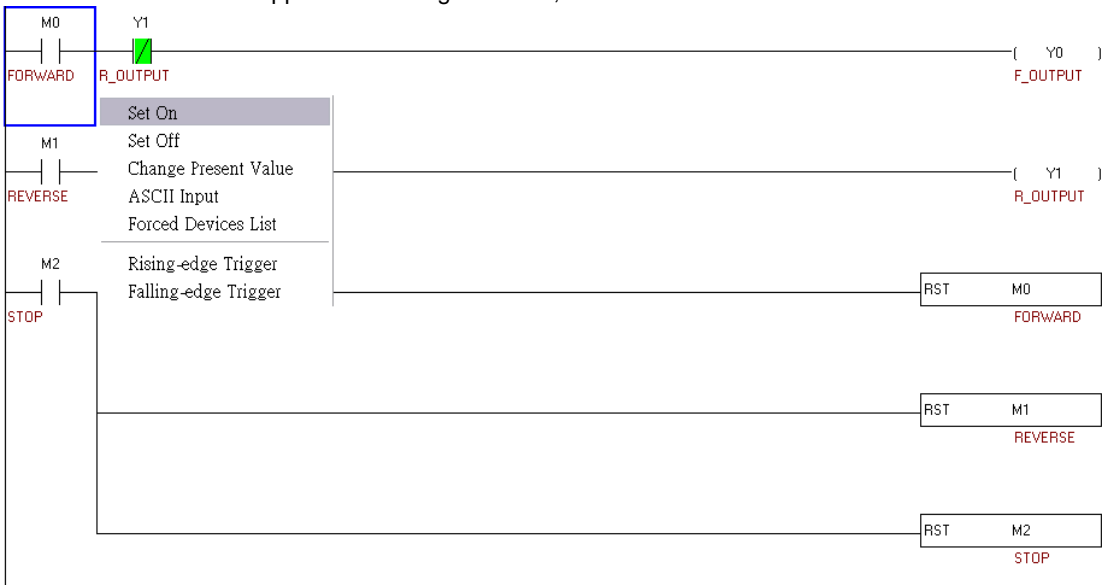 M0 Y1
( Y0 )
FORWARD R_OUTPUT F_OUTPUT
Set On
Set Off
Change Present Value
ASCII Input
Forced Devices List
Rising-edge Trigger
Falling-edge Trigger
M1
( Y1 )
REVERSE R_OUTPUT
M2
RST M0
STOP FORWARD
RST M1
REVERSE
RST M2
STOP